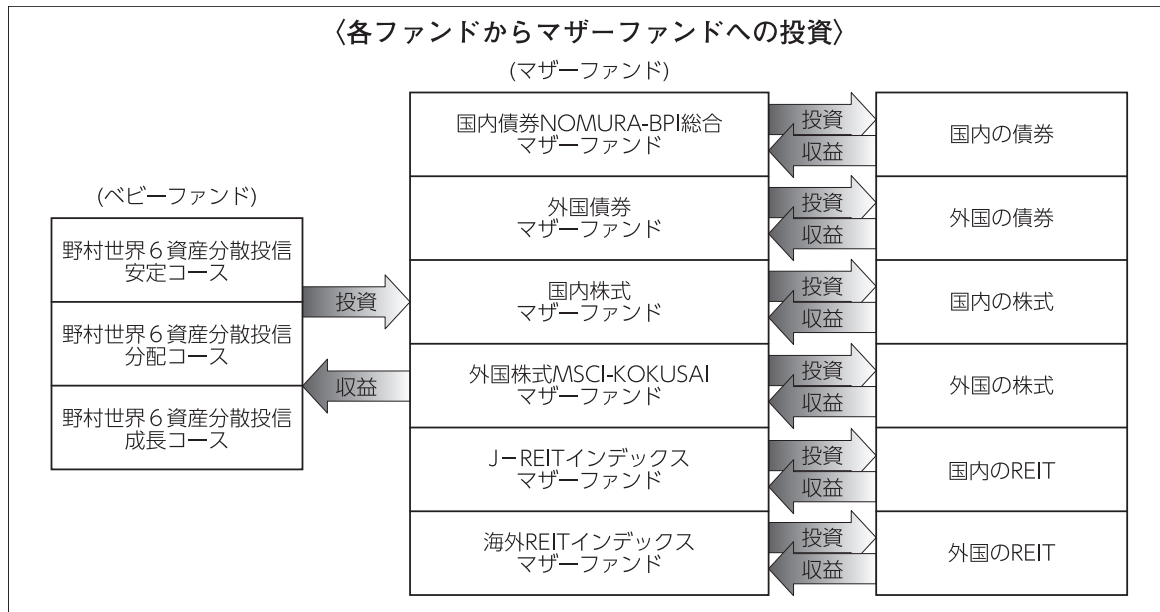 〈各ファンドからマザーファンドへの投資〉
(マザーファンド)
(ベビーファンド)
野村世界６資産分散投信
安定コース
野村世界６資産分散投信
分配コース
野村世界６資産分散投信
成長コース
投資
収益
国内債券NOMURA-BPI総合
マザーファンド
投資
収益
国内の債券
外国債券
マザーファンド
投資
収益
外国の債券
国内株式
マザーファンド
投資
収益
国内の株式
外国株式MSCI-KOKUSAI
マザーファンド
投資
収益
外国の株式
J－REITインデックス
マザーファンド
投資
収益
国内のREIT
海外REITインデックス
マザーファンド
投資
収益
外国のREIT